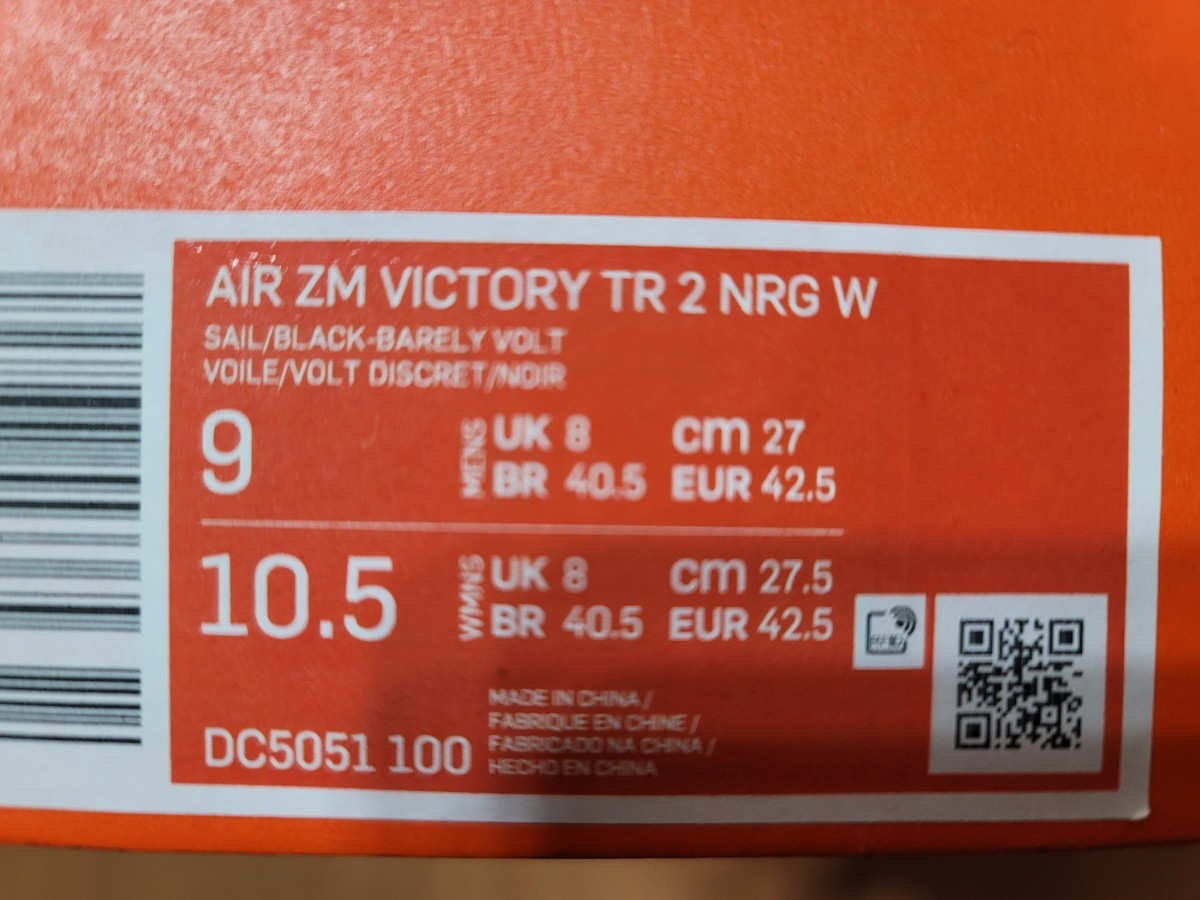 AIR ZM VICTORY TR 2 NRG W
SAIL/BLACK-BARELY VOLT
VOILE/VOLT DISCRET/NOIR
9 MENS UK 8 cm 27
BR 40.5 EUR 42.5
10.5 WMNS UK 8 cm 27.5
BR 40.5 EUR 42.5
RFID
DC5051 100
MADE IN CHINA /
FABRIQUE EN CHINE /
FABRICADO NA CHINA /
HECHO EN CHINA